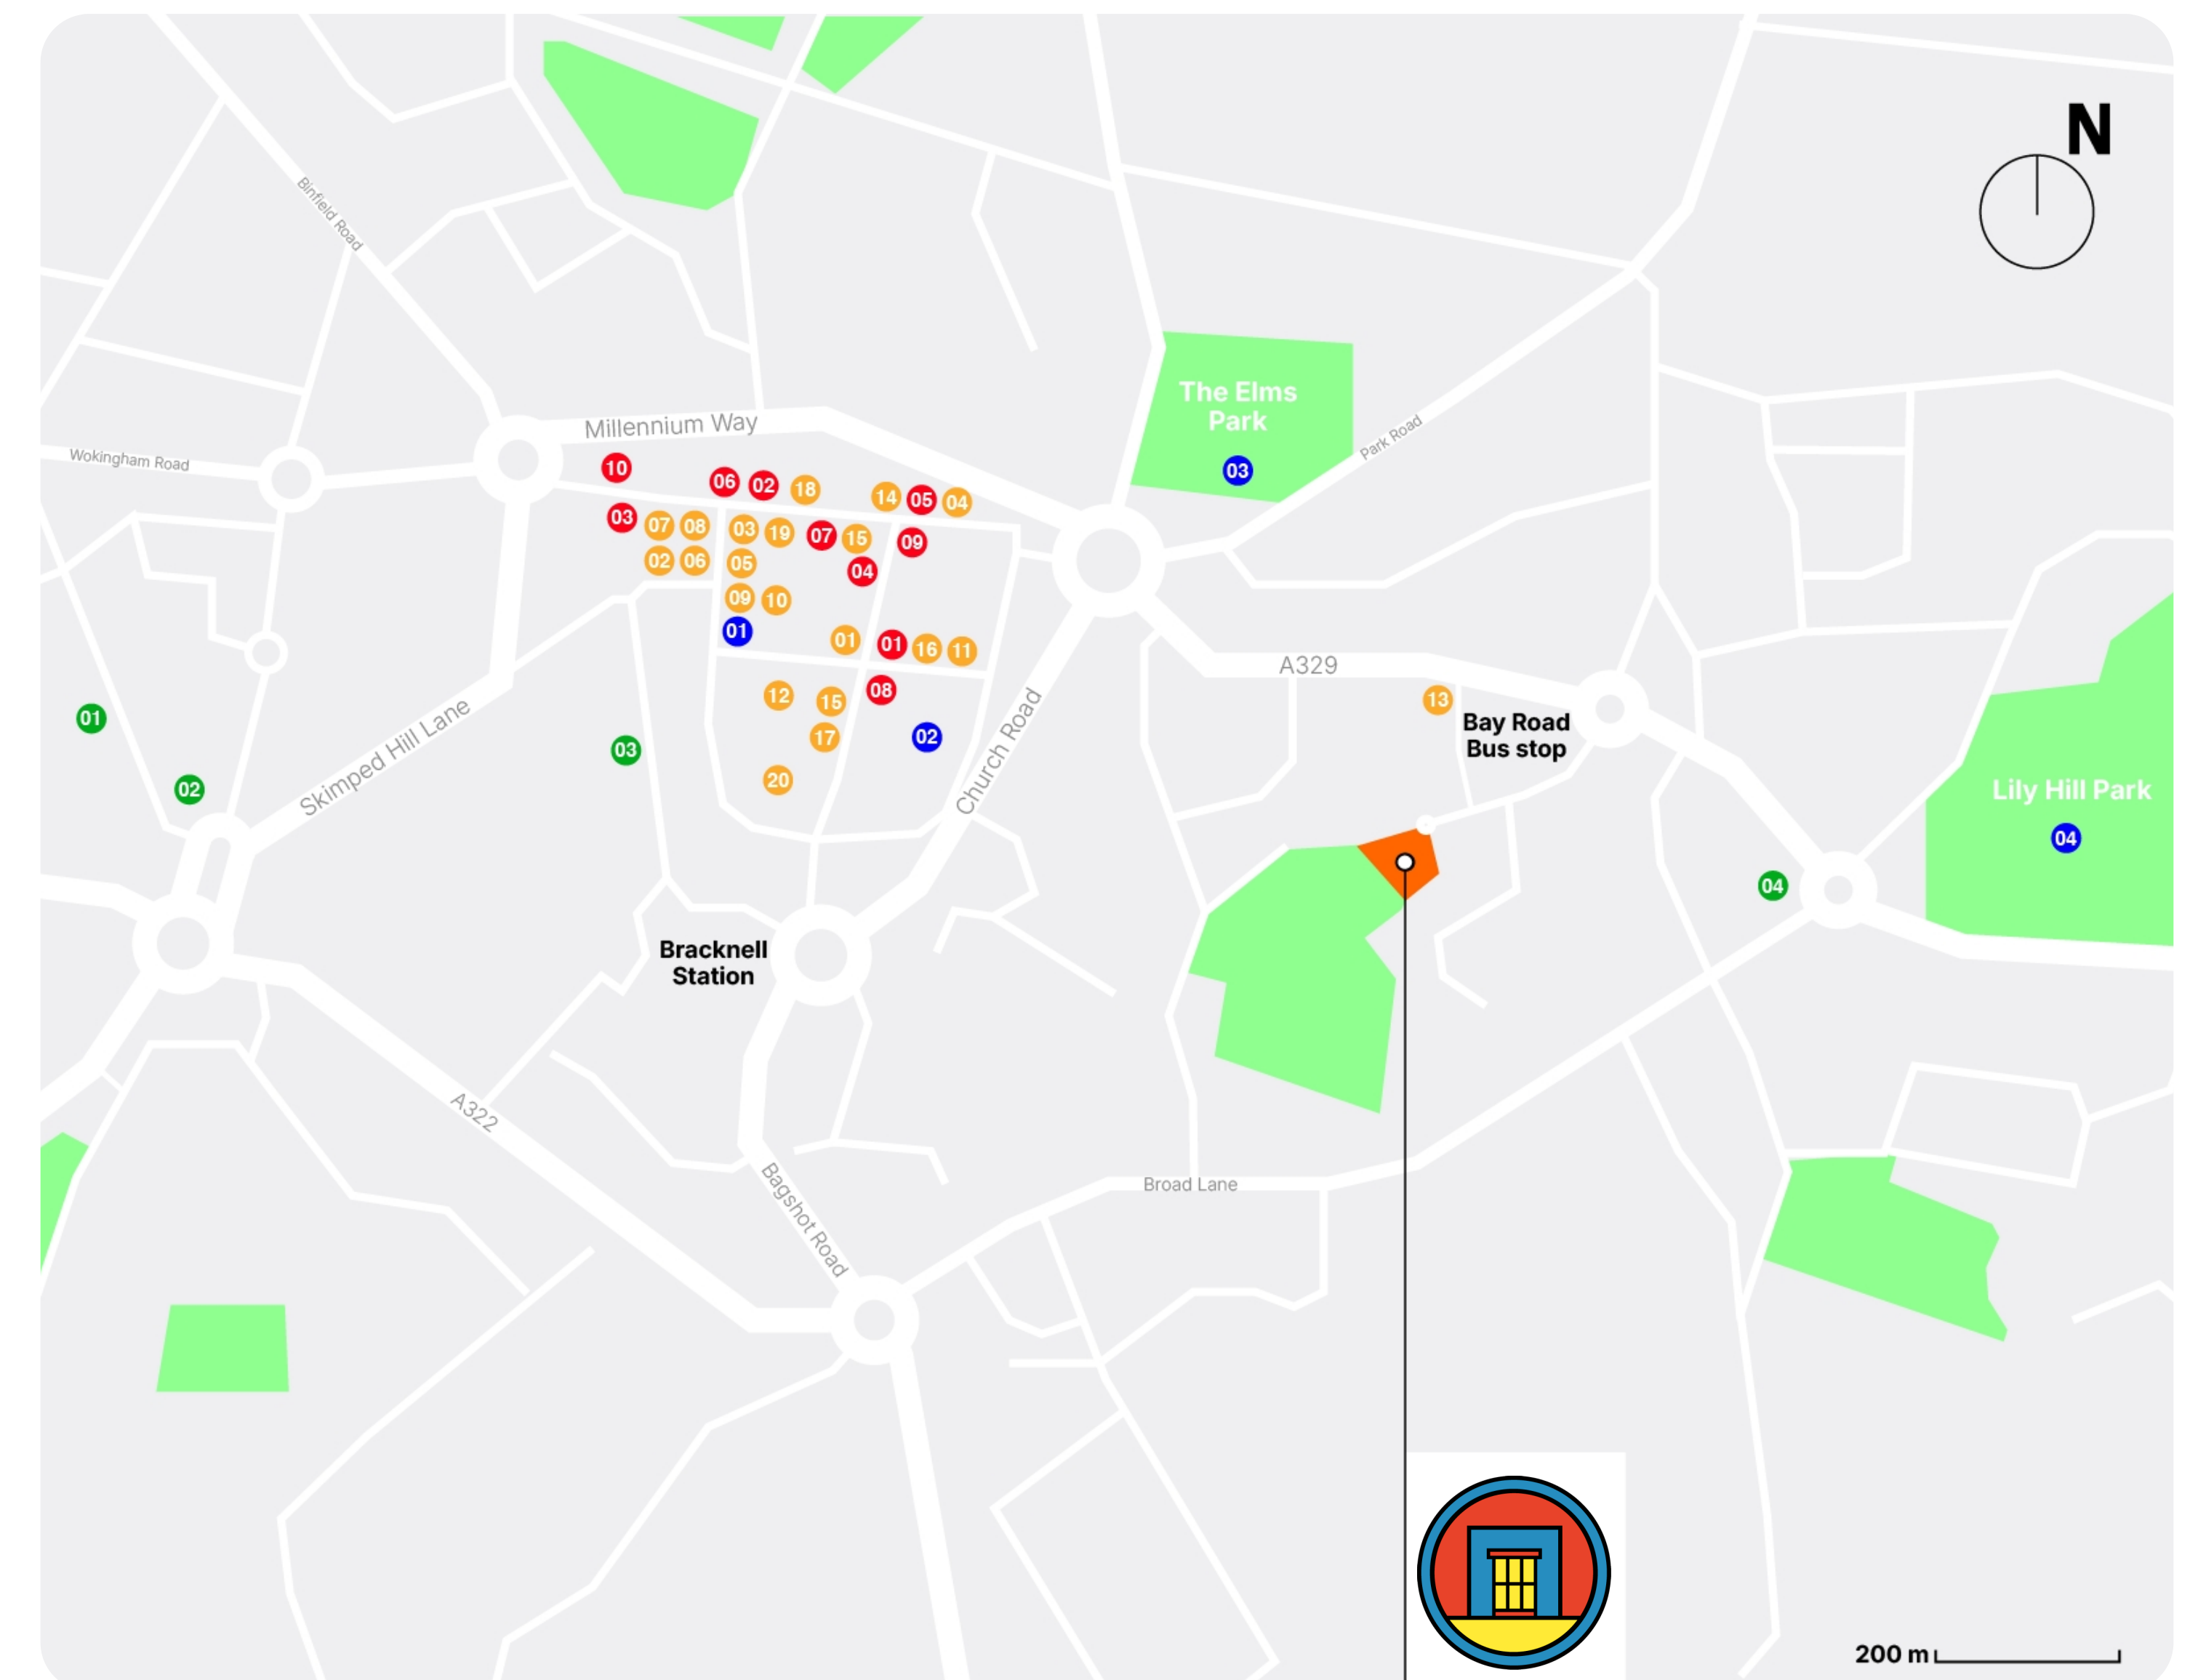 N
Binfield Road
The Elms
Park
03
Millennium Way
Park Road
Wokingham Road
10
06
02
18
14
05
04
03
07
08
03
19
07
15
09
02
06
05
04
09
10
01
01
01
16
11
A329
12
15
08
13
Bay Road
Bus stop
01
17
02
03
Church Road
Skimped Hill Lane
20
02
Lily Hill Park
04
04
Bracknell
Station
A322
Bagshot Road
Broad Lane
200 m